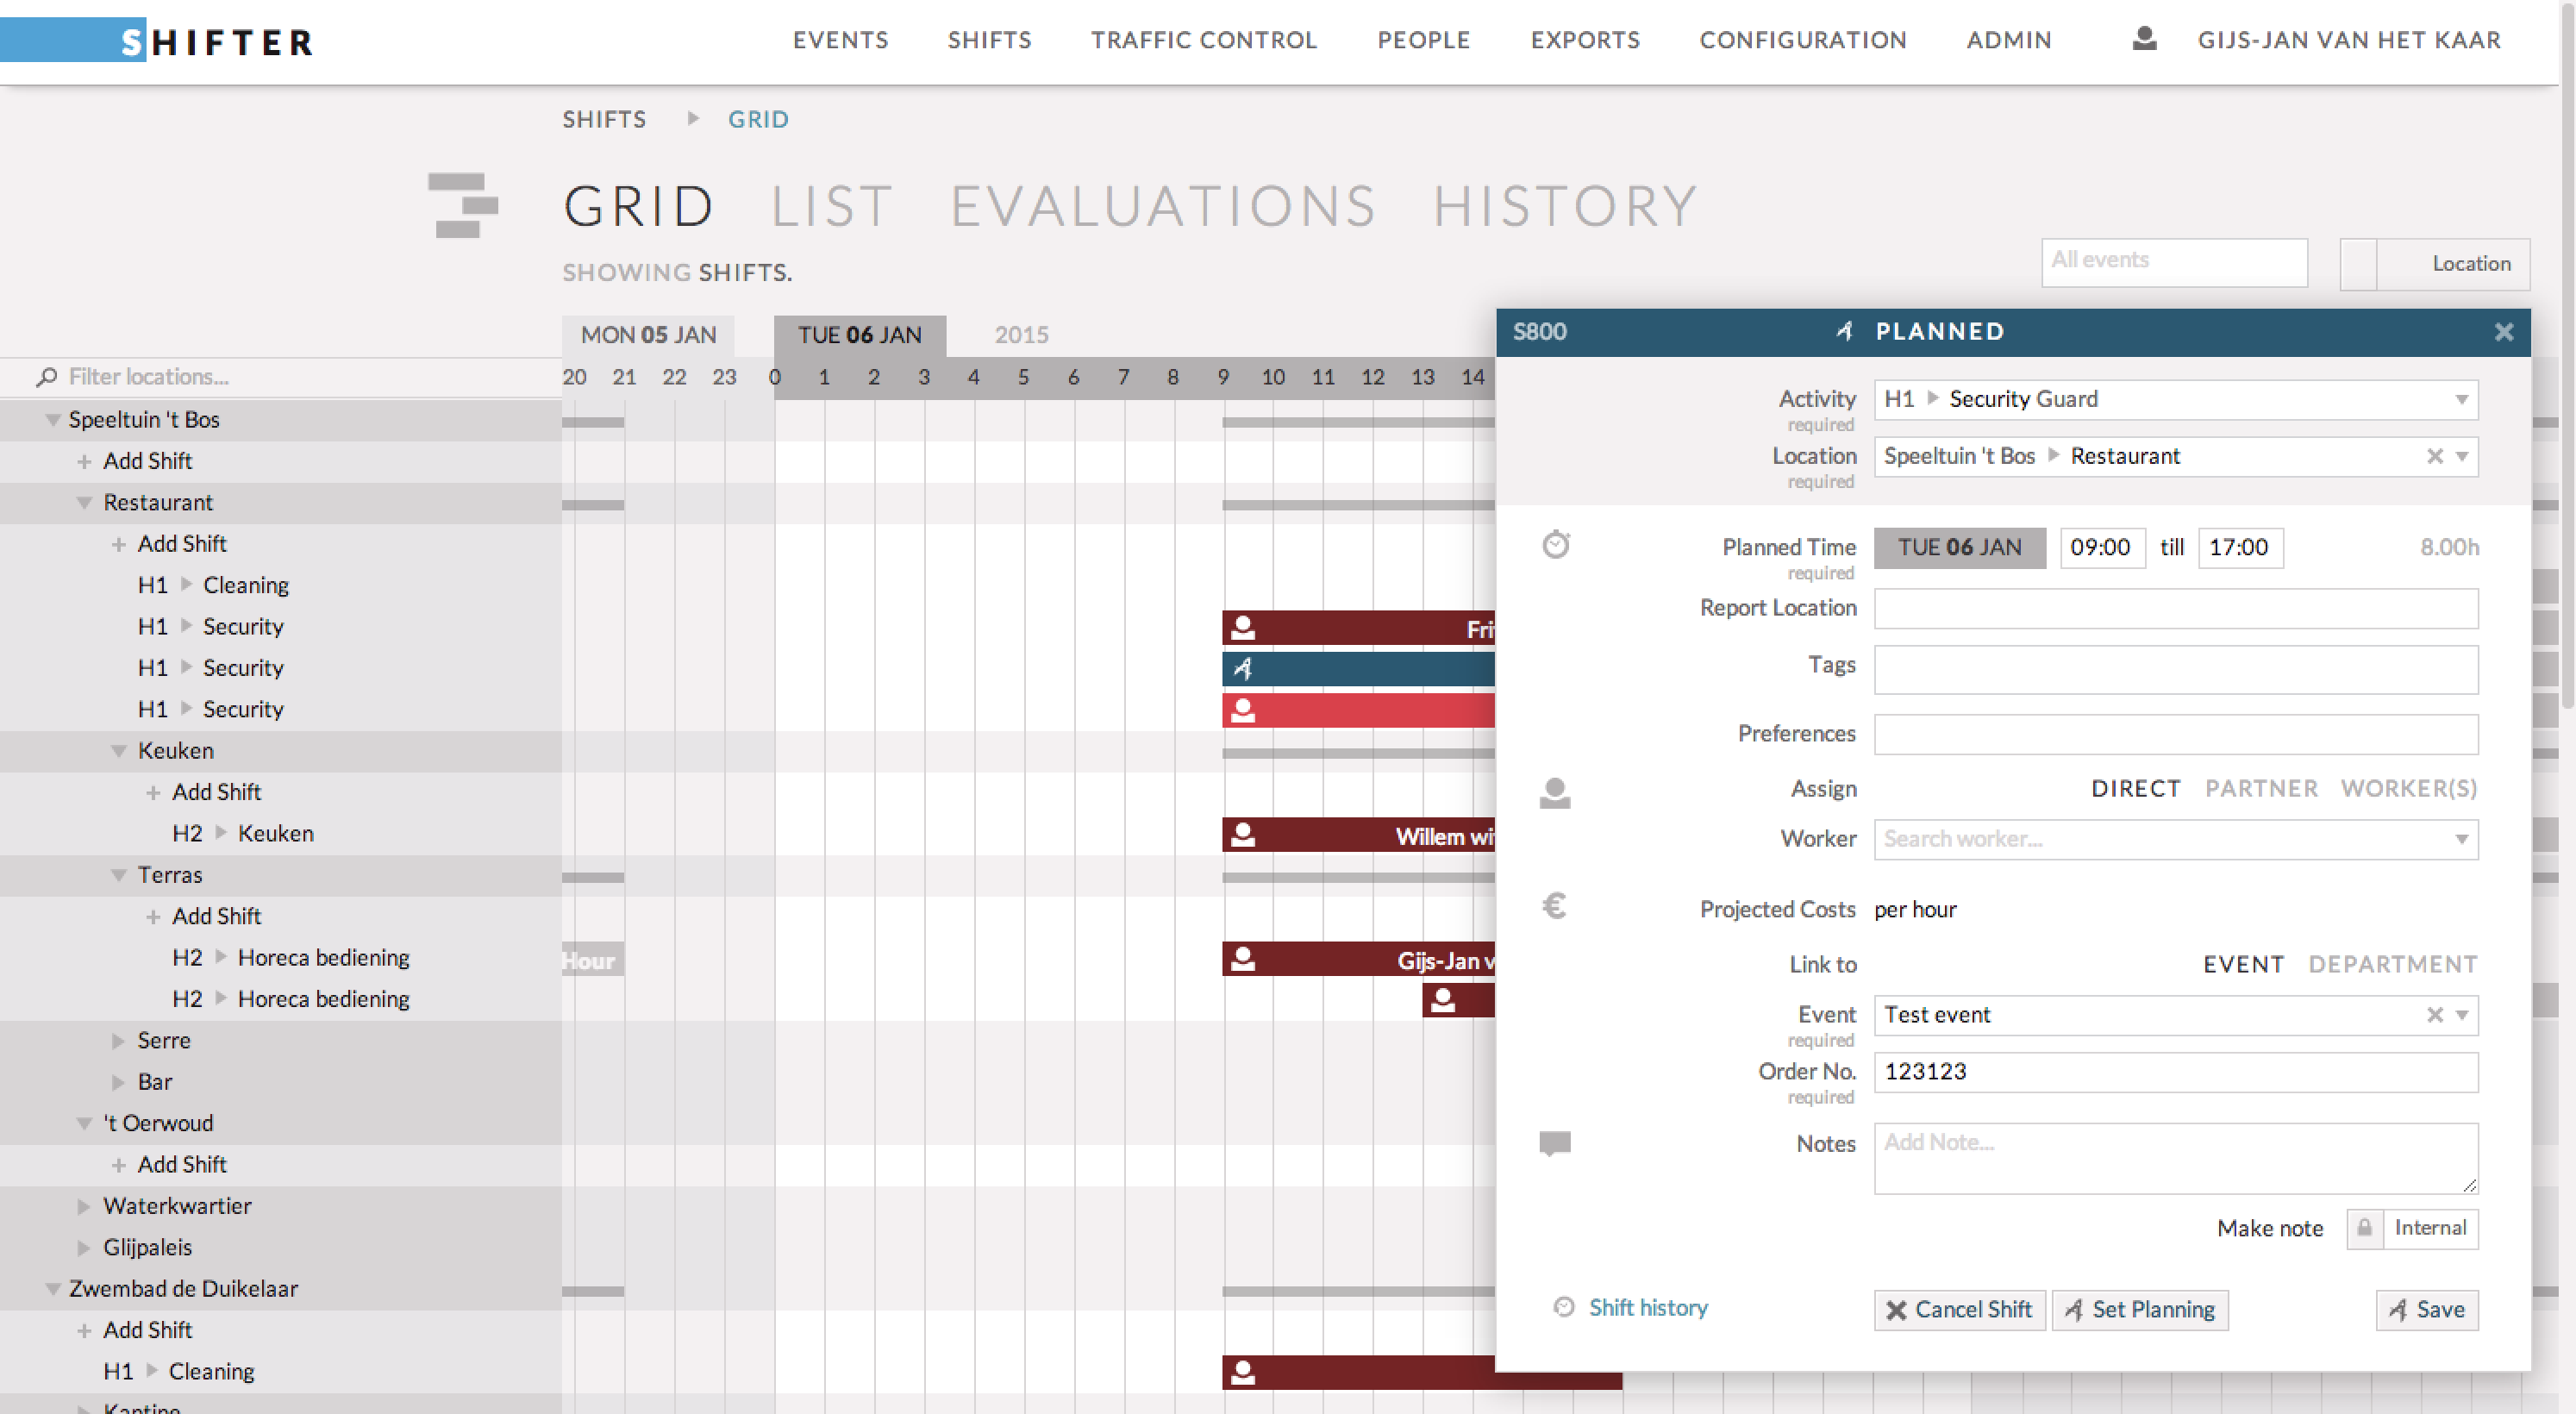 SHIFTER
EVENTS SHIFTS TRAFFIC CONTROL PEOPLE EXPORTS CONFIGURATION ADMIN GIJS-JAN VAN HET KAAR
SHIFTS GRID
GRID LIST EVALUATIONS HISTORY
SHOWING SHIFTS.
All events
Location
MON 05 JAN TUE 06 JAN 2015
Filter locations...
20 21 22 23 0 1 2 3 4 5 6 7 8 9 10 11 12 13 14
Speeltuin 't Bos
+ Add Shift
Restaurant
+ Add Shift
H1 Cleaning
H1 Security
Fri
H1 Security
H1 Security
Keuken
+ Add Shift
H2 Keuken
Willem wi
Terras
+ Add Shift
H2 Horeca bediening
Hour
Gijs-Jan v
H2 Horeca bediening
Serre
Bar
't Oerwoud
+ Add Shift
Waterkwartier
Glijpaleis
Zwembad de Duikelaar
+ Add Shift
H1 Cleaning
Kantine
S800 PLANNED
Activity H1 Security Guard
required
Location Speeltuin 't Bos Restaurant
required
Planned Time TUE 06 JAN 09:00 till 17:00 8.00h
required
Report Location
Tags
Preferences
Assign DIRECT PARTNER WORKER(S)
Worker Search worker...
€ Projected Costs per hour
Link to EVENT DEPARTMENT
Event Test event
required
Order No. 123123
required
Notes Add Note...
Make note Internal
Shift history Cancel Shift Set Planning Save